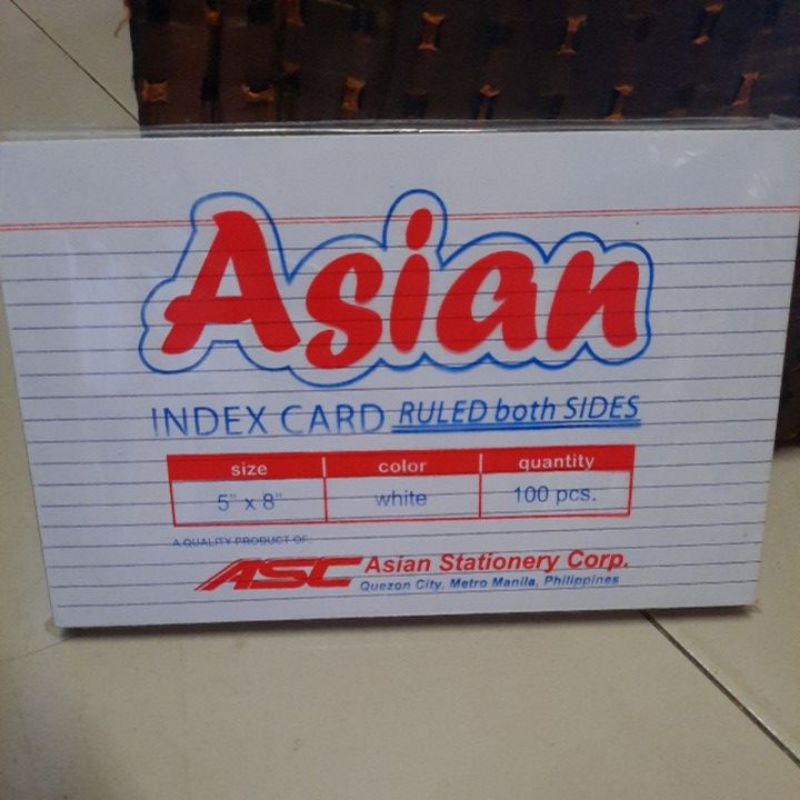 Asian
INDEX CARD RULED both SIDES
size color quantity
5" x 8" white 100 pcs.
A QUALITY PRODUCT OF:
ASC Asian Stationery Corp.
Quezon City, Metro Manila, Philippines